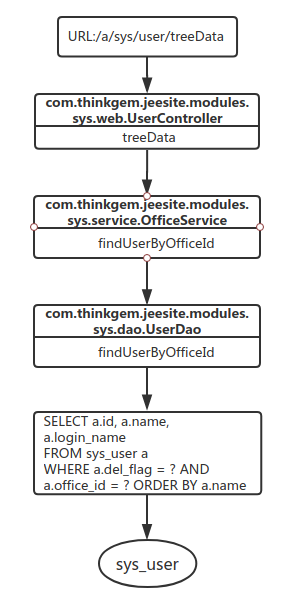 URL:/a/sys/user/treeData
com.thinkgem.jeesite.modules.
sys.web.UserController
treeData
com.thinkgem.jeesite.modules.
sys.service.OfficeService
findUserByOfficeId
com.thinkgem.jeesite.modules.
sys.dao.UserDao
findUserByOfficeId
SELECT a.id, a.name,
a.login_name
FROM sys_user a
WHERE a.del_flag = ? AND
a.office_id = ? ORDER BY a.name
sys_user